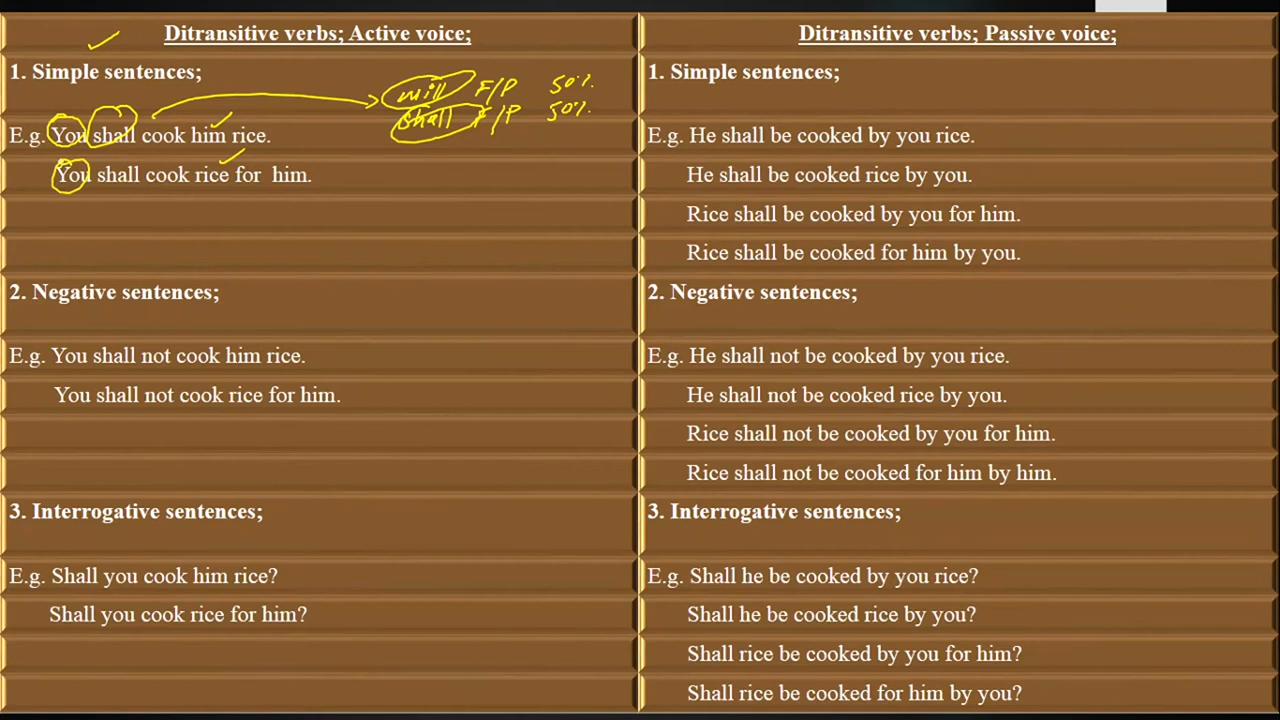 Ditransitive verbs; Active voice;
1. Simple sentences;
will F/P 50%.
shall F/P 50%.
E.g. You shall cook him rice.
You shall cook rice for him.
2. Negative sentences;
E.g. You shall not cook him rice.
You shall not cook rice for him.
3. Interrogative sentences;
E.g. Shall you cook him rice?
Shall you cook rice for him?
Ditransitive verbs; Passive voice;
1. Simple sentences;
E.g. He shall be cooked by you rice.
He shall be cooked rice by you.
Rice shall be cooked by you for him.
Rice shall be cooked for him by you.
2. Negative sentences;
E.g. He shall not be cooked by you rice.
He shall not be cooked rice by you.
Rice shall not be cooked by you for him.
Rice shall not be cooked for him by him.
3. Interrogative sentences;
E.g. Shall he be cooked by you rice?
Shall he be cooked rice by you?
Shall rice be cooked by you for him?
Shall rice be cooked for him by you?